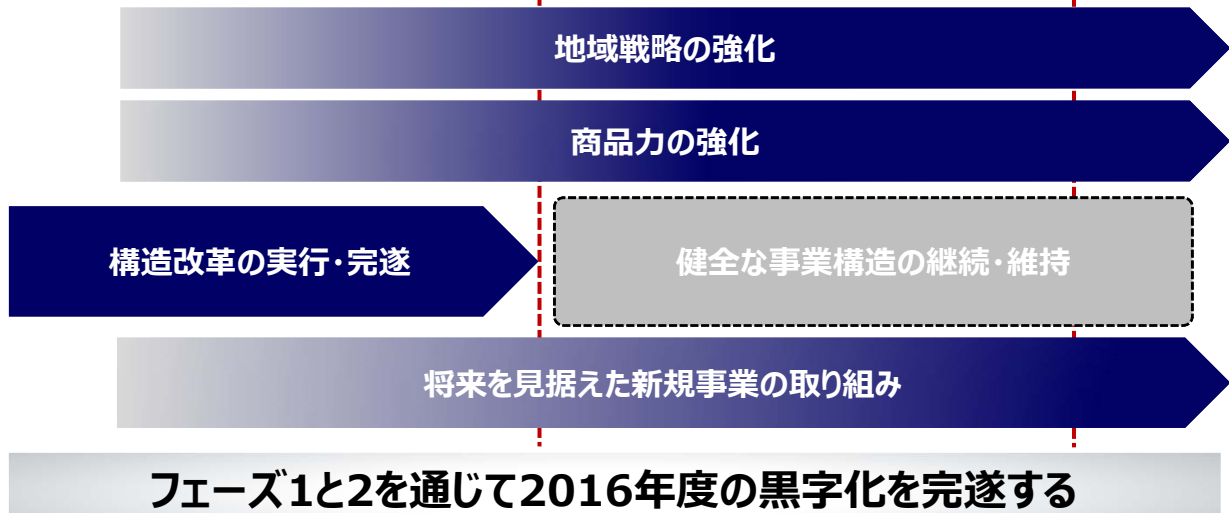 地域戦略の強化
商品力の強化
構造改革の実行・完遂
健全な事業構造の継続・維持
将来を見据えた新規事業の取り組み
フェーズ1と2を通じて2016年度の黒字化を完遂する